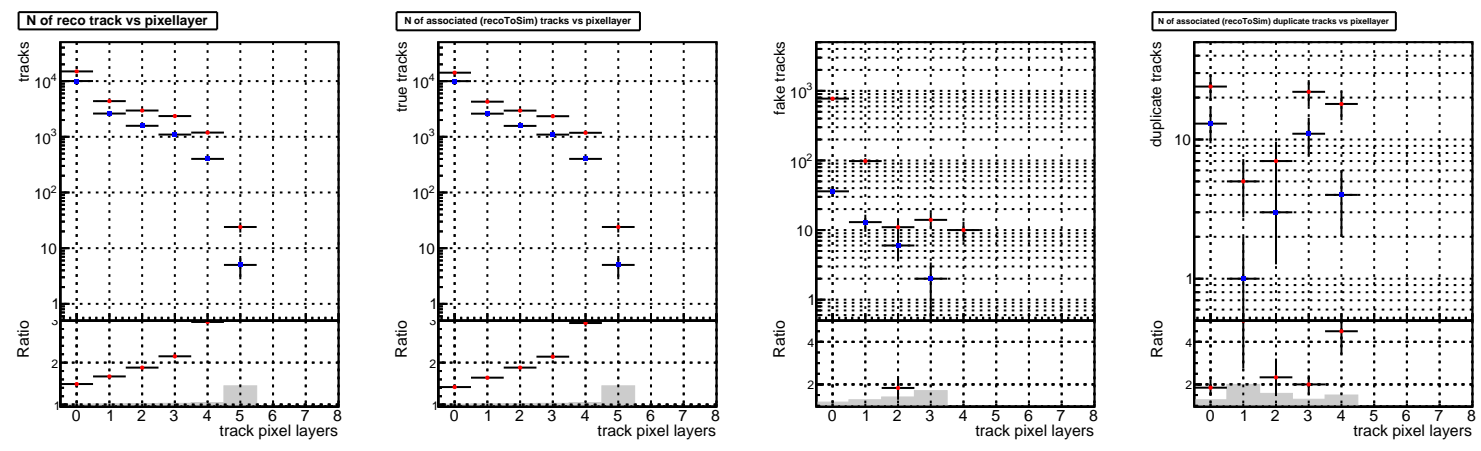 N of reco track vs pixellayer
tracks
10⁴
10³
10²
10
1
Ratio
3
2
1
0 1 2 3 4 5 6 7 8
track pixel layers
N of associated (recoToSim) tracks vs pixellayer
true tracks
10⁴
10³
10²
10
1
Ratio
3
2
1
0 1 2 3 4 5 6 7 8
track pixel layers
fake tracks
10³
10²
10
1
Ratio
4
2
0 1 2 3 4 5 6 7 8
track pixel layers
N of associated (recoToSim) duplicate tracks vs pixellayer
duplicate tracks
10
1
Ratio
4
2
0 1 2 3 4 5 6 7 8
track pixel layers